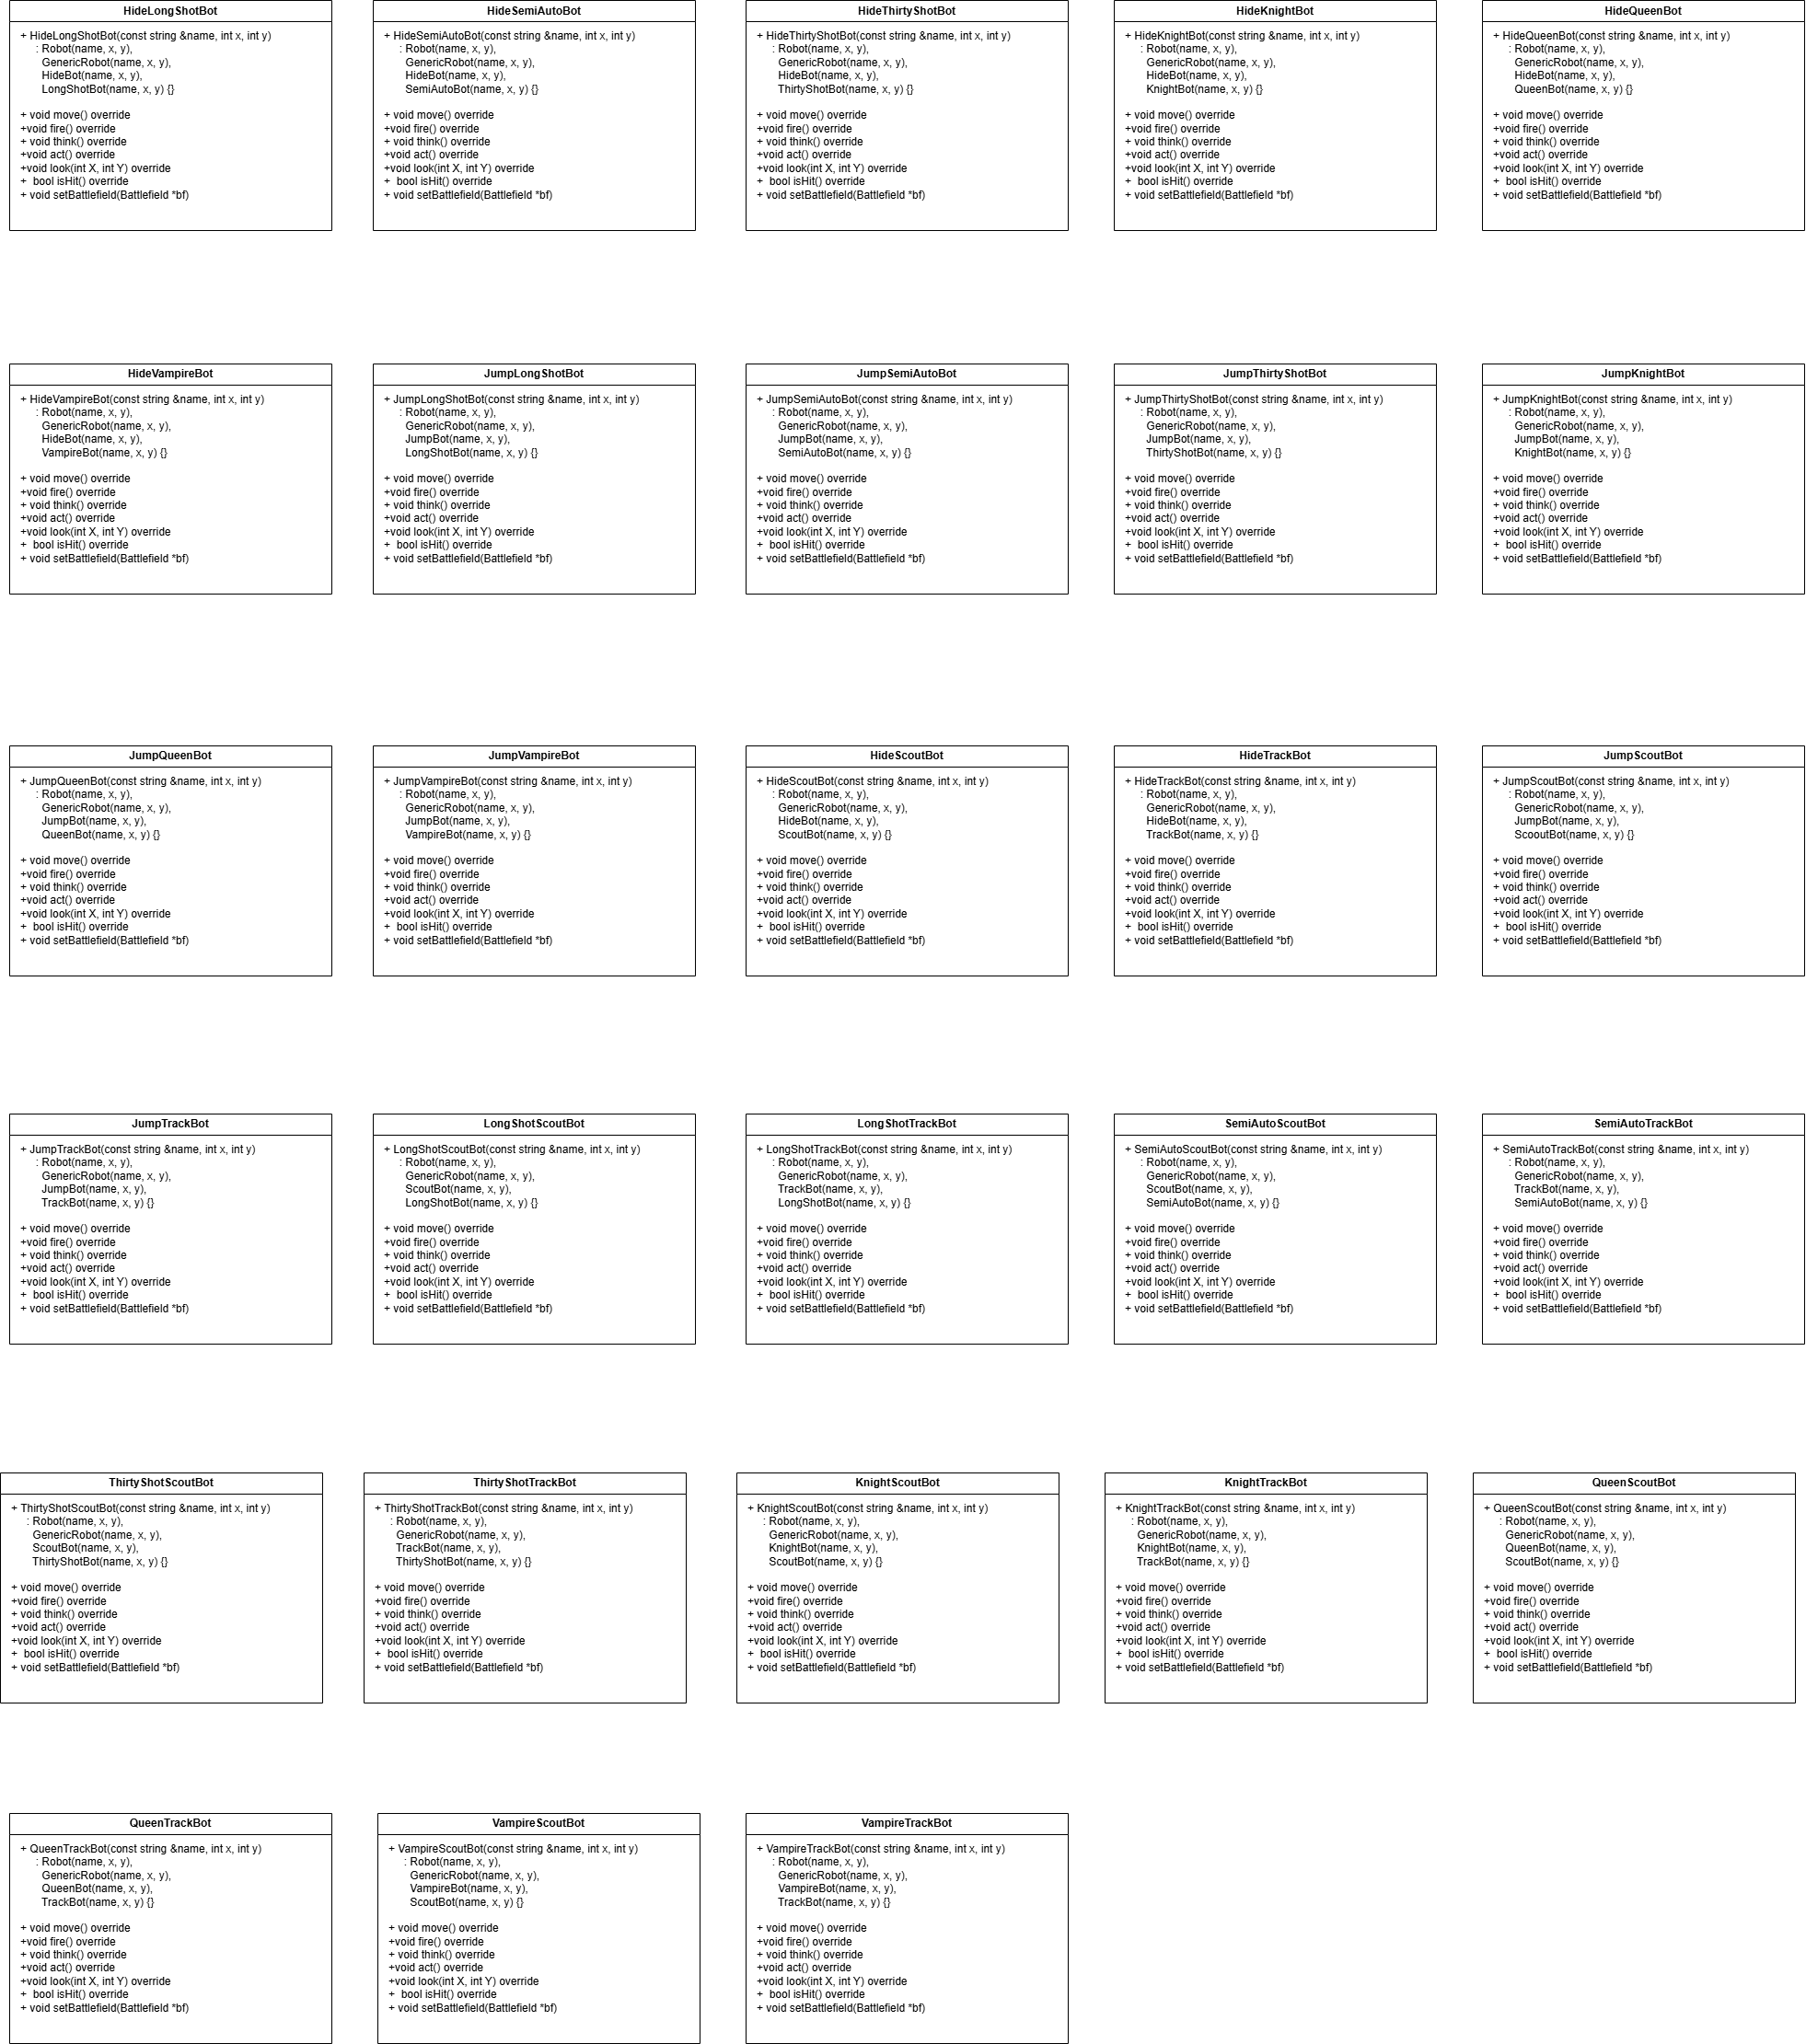 HideLongShotBot
+ HideLongShotBot(const string &name, int x, int y)
: Robot(name, x, y),
GenericRobot(name, x, y),
HideBot(name, x, y),
LongShotBot(name, x, y) {}
+ void move() override
+void fire() override
+ void think() override
+void act() override
+void look(int X, int Y) override
+  bool isHit() override
+ void setBattlefield(Battlefield *bf)
HideSemiAutoBot
+ HideSemiAutoBot(const string &name, int x, int y)
: Robot(name, x, y),
GenericRobot(name, x, y),
HideBot(name, x, y),
SemiAutoBot(name, x, y) {}
+ void move() override
+void fire() override
+ void think() override
+void act() override
+void look(int X, int Y) override
+  bool isHit() override
+ void setBattlefield(Battlefield *bf)
HideThirtyShotBot
+ HideThirtyShotBot(const string &name, int x, int y)
: Robot(name, x, y),
GenericRobot(name, x, y),
HideBot(name, x, y),
ThirtyShotBot(name, x, y) {}
+ void move() override
+void fire() override
+ void think() override
+void act() override
+void look(int X, int Y) override
+  bool isHit() override
+ void setBattlefield(Battlefield *bf)
HideKnightBot
+ HideKnightBot(const string &name, int x, int y)
: Robot(name, x, y),
GenericRobot(name, x, y),
HideBot(name, x, y),
KnightBot(name, x, y) {}
+ void move() override
+void fire() override
+ void think() override
+void act() override
+void look(int X, int Y) override
+  bool isHit() override
+ void setBattlefield(Battlefield *bf)
HideQueenBot
+ HideQueenBot(const string &name, int x, int y)
: Robot(name, x, y),
GenericRobot(name, x, y),
HideBot(name, x, y),
QueenBot(name, x, y) {}
+ void move() override
+void fire() override
+ void think() override
+void act() override
+void look(int X, int Y) override
+  bool isHit() override
+ void setBattlefield(Battlefield *bf)
HideVampireBot
+ HideVampireBot(const string &name, int x, int y)
: Robot(name, x, y),
GenericRobot(name, x, y),
HideBot(name, x, y),
VampireBot(name, x, y) {}
+ void move() override
+void fire() override
+ void think() override
+void act() override
+void look(int X, int Y) override
+  bool isHit() override
+ void setBattlefield(Battlefield *bf)
JumpLongShotBot
+ JumpLongShotBot(const string &name, int x, int y)
: Robot(name, x, y),
GenericRobot(name, x, y),
JumpBot(name, x, y),
LongShotBot(name, x, y) {}
+ void move() override
+void fire() override
+ void think() override
+void act() override
+void look(int X, int Y) override
+  bool isHit() override
+ void setBattlefield(Battlefield *bf)
JumpSemiAutoBot
+ JumpSemiAutoBot(const string &name, int x, int y)
: Robot(name, x, y),
GenericRobot(name, x, y),
JumpBot(name, x, y),
SemiAutoBot(name, x, y) {}
+ void move() override
+void fire() override
+ void think() override
+void act() override
+void look(int X, int Y) override
+  bool isHit() override
+ void setBattlefield(Battlefield *bf)
JumpThirtyShotBot
+ JumpThirtyShotBot(const string &name, int x, int y)
: Robot(name, x, y),
GenericRobot(name, x, y),
JumpBot(name, x, y),
ThirtyShotBot(name, x, y) {}
+ void move() override
+void fire() override
+ void think() override
+void act() override
+void look(int X, int Y) override
+  bool isHit() override
+ void setBattlefield(Battlefield *bf)
JumpKnightBot
+ JumpKnightBot(const string &name, int x, int y)
: Robot(name, x, y),
GenericRobot(name, x, y),
JumpBot(name, x, y),
KnightBot(name, x, y) {}
+ void move() override
+void fire() override
+ void think() override
+void act() override
+void look(int X, int Y) override
+  bool isHit() override
+ void setBattlefield(Battlefield *bf)
JumpQueenBot
+ JumpQueenBot(const string &name, int x, int y)
: Robot(name, x, y),
GenericRobot(name, x, y),
JumpBot(name, x, y),
QueenBot(name, x, y) {}
+ void move() override
+void fire() override
+ void think() override
+void act() override
+void look(int X, int Y) override
+  bool isHit() override
+ void setBattlefield(Battlefield *bf)
JumpVampireBot
+ JumpVampireBot(const string &name, int x, int y)
: Robot(name, x, y),
GenericRobot(name, x, y),
JumpBot(name, x, y),
VampireBot(name, x, y) {}
+ void move() override
+void fire() override
+ void think() override
+void act() override
+void look(int X, int Y) override
+  bool isHit() override
+ void setBattlefield(Battlefield *bf)
HideScoutBot
+ HideScoutBot(const string &name, int x, int y)
: Robot(name, x, y),
GenericRobot(name, x, y),
HideBot(name, x, y),
ScoutBot(name, x, y) {}
+ void move() override
+void fire() override
+ void think() override
+void act() override
+void look(int X, int Y) override
+  bool isHit() override
+ void setBattlefield(Battlefield *bf)
HideTrackBot
+ HideTrackBot(const string &name, int x, int y)
: Robot(name, x, y),
GenericRobot(name, x, y),
HideBot(name, x, y),
TrackBot(name, x, y) {}
+ void move() override
+void fire() override
+ void think() override
+void act() override
+void look(int X, int Y) override
+  bool isHit() override
+ void setBattlefield(Battlefield *bf)
JumpScoutBot
+ JumpScoutBot(const string &name, int x, int y)
: Robot(name, x, y),
GenericRobot(name, x, y),
JumpBot(name, x, y),
ScooutBot(name, x, y) {}
+ void move() override
+void fire() override
+ void think() override
+void act() override
+void look(int X, int Y) override
+  bool isHit() override
+ void setBattlefield(Battlefield *bf)
JumpTrackBot
+ JumpTrackBot(const string &name, int x, int y)
: Robot(name, x, y),
GenericRobot(name, x, y),
JumpBot(name, x, y),
TrackBot(name, x, y) {}
+ void move() override
+void fire() override
+ void think() override
+void act() override
+void look(int X, int Y) override
+  bool isHit() override
+ void setBattlefield(Battlefield *bf)
LongShotScoutBot
+ LongShotScoutBot(const string &name, int x, int y)
: Robot(name, x, y),
GenericRobot(name, x, y),
ScoutBot(name, x, y),
LongShotBot(name, x, y) {}
+ void move() override
+void fire() override
+ void think() override
+void act() override
+void look(int X, int Y) override
+  bool isHit() override
+ void setBattlefield(Battlefield *bf)
LongShotTrackBot
+ LongShotTrackBot(const string &name, int x, int y)
: Robot(name, x, y),
GenericRobot(name, x, y),
TrackBot(name, x, y),
LongShotBot(name, x, y) {}
+ void move() override
+void fire() override
+ void think() override
+void act() override
+void look(int X, int Y) override
+  bool isHit() override
+ void setBattlefield(Battlefield *bf)
SemiAutoScoutBot
+ SemiAutoScoutBot(const string &name, int x, int y)
: Robot(name, x, y),
GenericRobot(name, x, y),
ScoutBot(name, x, y),
SemiAutoBot(name, x, y) {}
+ void move() override
+void fire() override
+ void think() override
+void act() override
+void look(int X, int Y) override
+  bool isHit() override
+ void setBattlefield(Battlefield *bf)
SemiAutoTrackBot
+ SemiAutoTrackBot(const string &name, int x, int y)
: Robot(name, x, y),
GenericRobot(name, x, y),
TrackBot(name, x, y),
SemiAutoBot(name, x, y) {}
+ void move() override
+void fire() override
+ void think() override
+void act() override
+void look(int X, int Y) override
+  bool isHit() override
+ void setBattlefield(Battlefield *bf)
ThirtyShotScoutBot
+ ThirtyShotScoutBot(const string &name, int x, int y)
: Robot(name, x, y),
GenericRobot(name, x, y),
ScoutBot(name, x, y),
ThirtyShotBot(name, x, y) {}
+ void move() override
+void fire() override
+ void think() override
+void act() override
+void look(int X, int Y) override
+  bool isHit() override
+ void setBattlefield(Battlefield *bf)
ThirtyShotTrackBot
+ ThirtyShotTrackBot(const string &name, int x, int y)
: Robot(name, x, y),
GenericRobot(name, x, y),
TrackBot(name, x, y),
ThirtyShotBot(name, x, y) {}
+ void move() override
+void fire() override
+ void think() override
+void act() override
+void look(int X, int Y) override
+  bool isHit() override
+ void setBattlefield(Battlefield *bf)
KnightScoutBot
+ KnightScoutBot(const string &name, int x, int y)
: Robot(name, x, y),
GenericRobot(name, x, y),
KnightBot(name, x, y),
ScoutBot(name, x, y) {}
+ void move() override
+void fire() override
+ void think() override
+void act() override
+void look(int X, int Y) override
+  bool isHit() override
+ void setBattlefield(Battlefield *bf)
KnightTrackBot
+ KnightTrackBot(const string &name, int x, int y)
: Robot(name, x, y),
GenericRobot(name, x, y),
KnightBot(name, x, y),
TrackBot(name, x, y) {}
+ void move() override
+void fire() override
+ void think() override
+void act() override
+void look(int X, int Y) override
+  bool isHit() override
+ void setBattlefield(Battlefield *bf)
QueenScoutBot
+ QueenScoutBot(const string &name, int x, int y)
: Robot(name, x, y),
GenericRobot(name, x, y),
QueenBot(name, x, y),
ScoutBot(name, x, y) {}
+ void move() override
+void fire() override
+ void think() override
+void act() override
+void look(int X, int Y) override
+  bool isHit() override
+ void setBattlefield(Battlefield *bf)
QueenTrackBot
+ QueenTrackBot(const string &name, int x, int y)
: Robot(name, x, y),
GenericRobot(name, x, y),
QueenBot(name, x, y),
TrackBot(name, x, y) {}
+ void move() override
+void fire() override
+ void think() override
+void act() override
+void look(int X, int Y) override
+  bool isHit() override
+ void setBattlefield(Battlefield *bf)
VampireScoutBot
+ VampireScoutBot(const string &name, int x, int y)
: Robot(name, x, y),
GenericRobot(name, x, y),
VampireBot(name, x, y),
ScoutBot(name, x, y) {}
+ void move() override
+void fire() override
+ void think() override
+void act() override
+void look(int X, int Y) override
+  bool isHit() override
+ void setBattlefield(Battlefield *bf)
VampireTrackBot
+ VampireTrackBot(const string &name, int x, int y)
: Robot(name, x, y),
GenericRobot(name, x, y),
VampireBot(name, x, y),
TrackBot(name, x, y) {}
+ void move() override
+void fire() override
+ void think() override
+void act() override
+void look(int X, int Y) override
+  bool isHit() override
+ void setBattlefield(Battlefield *bf)